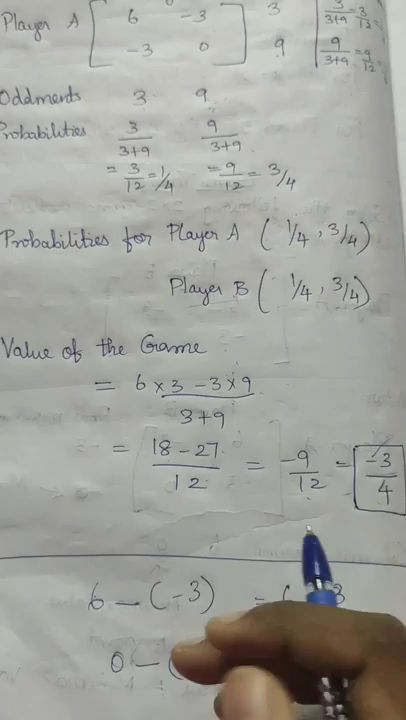 Player A [ 6 -3 ] 3 3/3+9 = 3/12
[ -3 0 ] 9 9/3+9 = 9/12
Oddments 3 9
Probabilities 3/3+9 9/3+9
= 3/12 = 1/4 = 9/12 = 3/4
Probabilities for Player A ( 1/4 , 3/4 )
Player B ( 1/4 , 3/4 )
Value of the Game
= 6 × 3 - 3 × 9 / 3+9
= 18 - 27 / 12 = -9/12 = -3/4
6 - (-3) =
0 - (